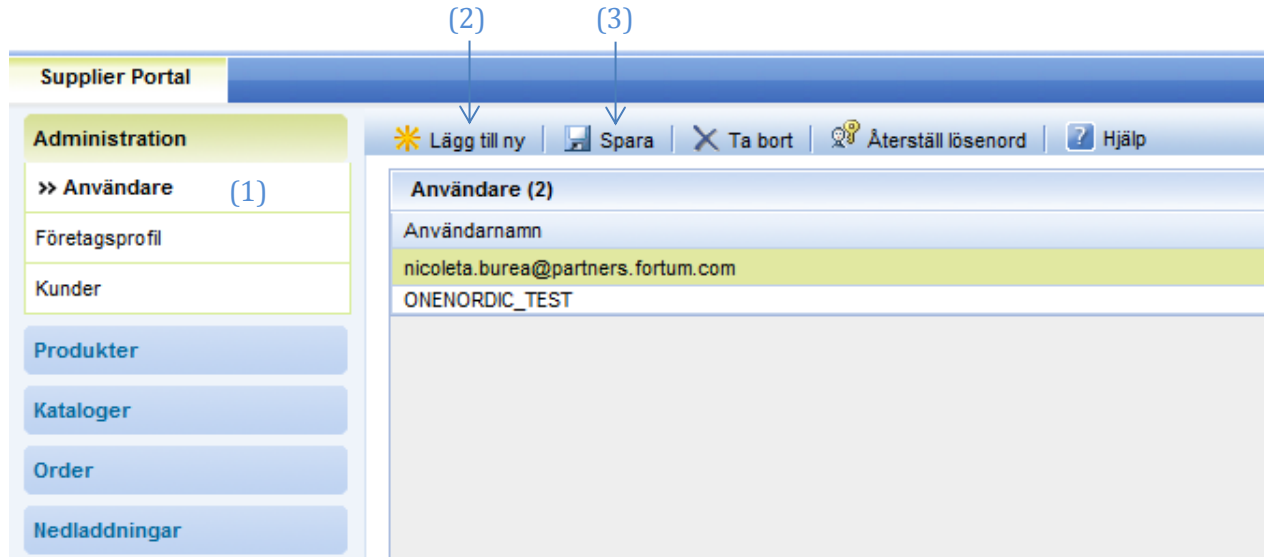 (2) (3)
Supplier Portal
Administration
>> Användare (1)
Företagsprofil
Kunder
Produkter
Kataloger
Order
Nedladdningar
Lägg till ny | Spara | Ta bort | Återställ lösenord | ? Hjälp
Användare (2)
Användarnamn
nicoleta.burea@partners.fortum.com
ONENORDIC_TEST